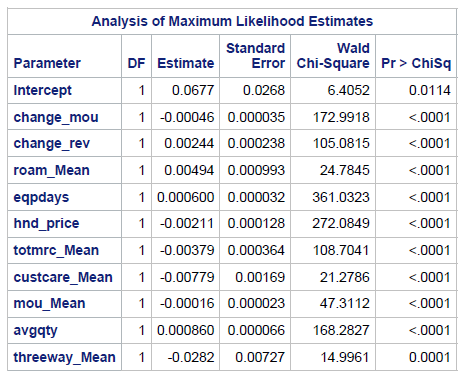 Analysis of Maximum Likelihood Estimates
Parameter DF Estimate Standard Error Wald Chi-Square Pr > ChiSq
Intercept 1 0.0677 0.0268 6.4052 0.0114
change_mou 1 -0.00046 0.000035 172.9918 <.0001
change_rev 1 0.00244 0.000238 105.0815 <.0001
roam_Mean 1 0.00494 0.000993 24.7845 <.0001
eqpdays 1 0.000600 0.000032 361.0323 <.0001
hnd_price 1 -0.00211 0.000128 272.0849 <.0001
totmrc_Mean 1 -0.00379 0.000364 108.7041 <.0001
custcare_Mean 1 -0.00779 0.00169 21.2786 <.0001
mou_Mean 1 -0.00016 0.000023 47.3112 <.0001
avgqty 1 0.000860 0.000066 168.2827 <.0001
threeway_Mean 1 -0.0282 0.00727 14.9961 0.0001